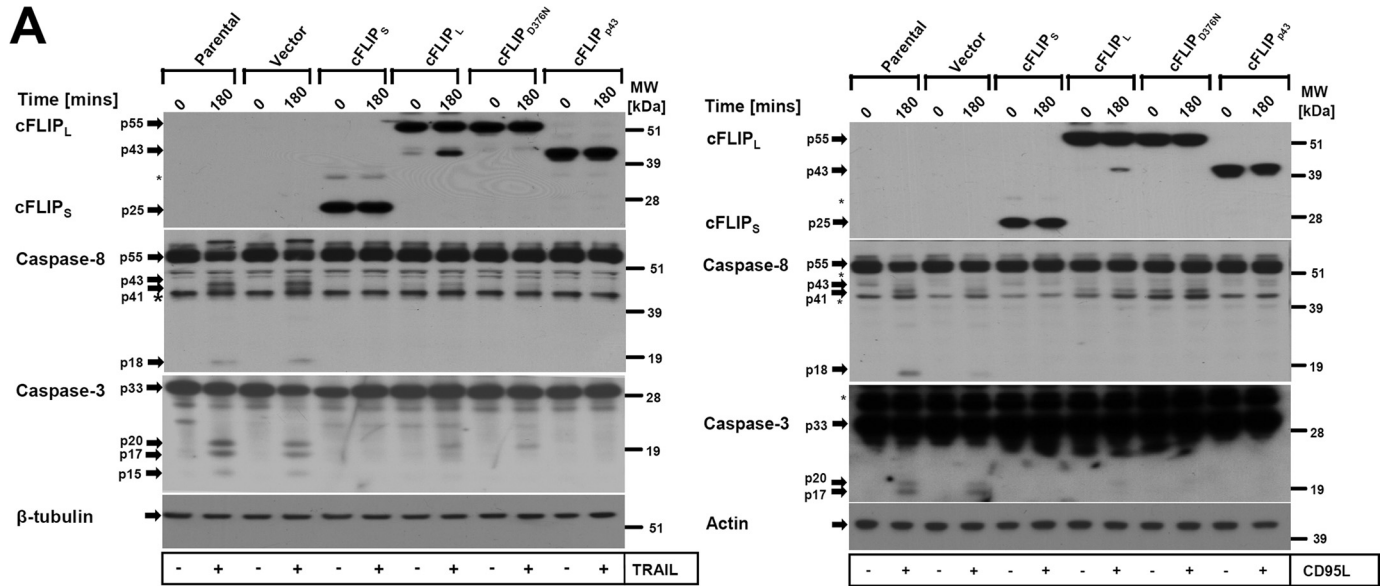 A
Parental Vector cFLIPS cFLIPL cFLIPD376N cFLIPp43
Time [mins] 0 180 0 180 0 180 0 180 0 180 0 180 MW [kDa]
cFLIPL p55 51
p43 39
* 28
cFLIPS p25
Caspase-8 p55 51
p43
p41
* 39
p18 19
Caspase-3 p33 28
p20 19
p17
p15
β-tubulin 51
- + - + - + - + - + - + TRAIL
Parental Vector cFLIPS cFLIPL cFLIPD376N cFLIPp43
Time [mins] 0 180 0 180 0 180 0 180 0 180 0 180 MW [kDa]
cFLIPL p55 51
p43 39
*
cFLIPS p25 28
Caspase-8 p55 51
*
p43
p41
* 39
p18 19
*
Caspase-3 p33 28
p20 19
p17
Actin 39
- + - + - + - + - + - + CD95L